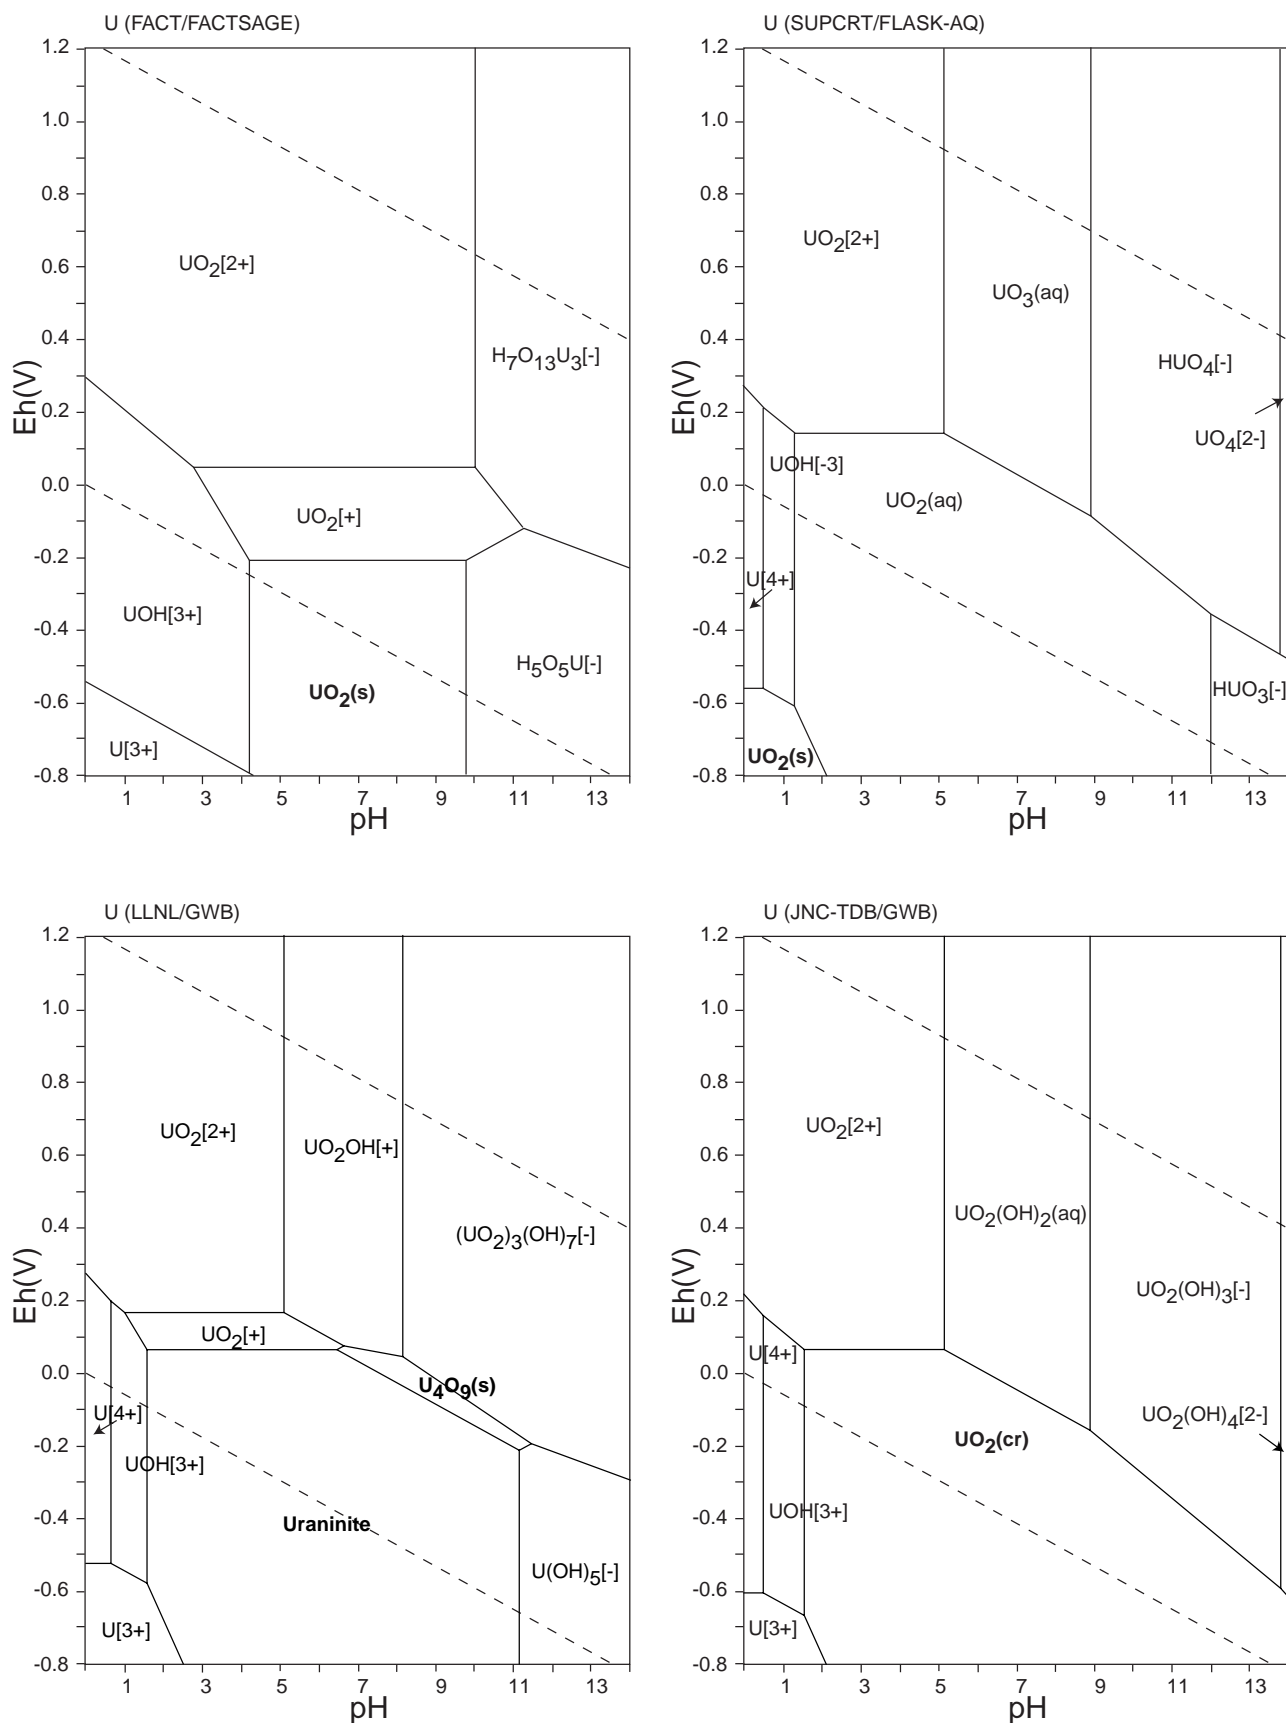 U (FACT/FACTSAGE)
1.2
1.0
0.8
0.6
0.4
0.2
0.0
-0.2
-0.4
-0.6
-0.8
Eh(V)
UO2[2+]
H7O13U3[-]
UO2[+]
UOH[3+]
H5O5U[-]
UO2(s)
U[3+]
1 3 5 7 9 11 13
pH
U (SUPCRT/FLASK-AQ)
1.2
1.0
0.8
0.6
0.4
0.2
0.0
-0.2
-0.4
-0.6
-0.8
Eh(V)
UO2[2+]
UO3(aq)
HUO4[-]
UO4[2-]
UOH[-3]
UO2(aq)
U[4+]
HUO3[-]
UO2(s)
1 3 5 7 9 11 13
pH
U (LLNL/GWB)
1.2
1.0
0.8
0.6
0.4
0.2
0.0
-0.2
-0.4
-0.6
-0.8
Eh(V)
UO2[2+]
UO2OH[+]
(UO2)3(OH)7[-]
UO2[+]
U4O9(s)
U[4+]
UOH[3+]
Uraninite
U(OH)5[-]
U[3+]
1 3 5 7 9 11 13
pH
U (JNC-TDB/GWB)
1.2
1.0
0.8
0.6
0.4
0.2
0.0
-0.2
-0.4
-0.6
-0.8
Eh(V)
UO2[2+]
UO2(OH)2(aq)
UO2(OH)3[-]
U[4+]
UO2(OH)4[2-]
UO2(cr)
UOH[3+]
U[3+]
1 3 5 7 9 11 13
pH